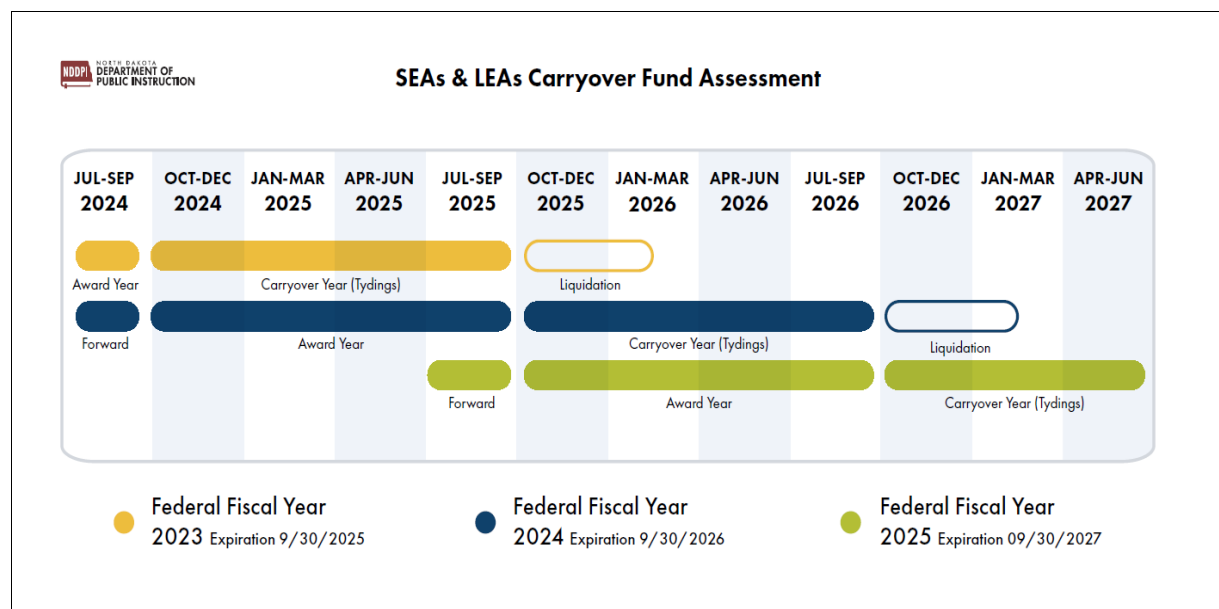 NDDPI
NORTH DAKOTA
DEPARTMENT OF
PUBLIC INSTRUCTION
SEAs & LEAs Carryover Fund Assessment
JUL-SEP OCT-DEC JAN-MAR APR-JUN JUL-SEP OCT-DEC JAN-MAR APR-JUN JUL-SEP OCT-DEC JAN-MAR APR-JUN
2024 2024 2025 2025 2025 2025 2026 2026 2026 2026 2027 2027
Award Year Carryover Year (Tydings) Liquidation
Forward Award Year Carryover Year (Tydings) Liquidation
Forward Award Year Carryover Year (Tydings)
Federal Fiscal Year
2023 Expiration 9/30/2025
Federal Fiscal Year
2024 Expiration 9/30/2026
Federal Fiscal Year
2025 Expiration 09/30/2027